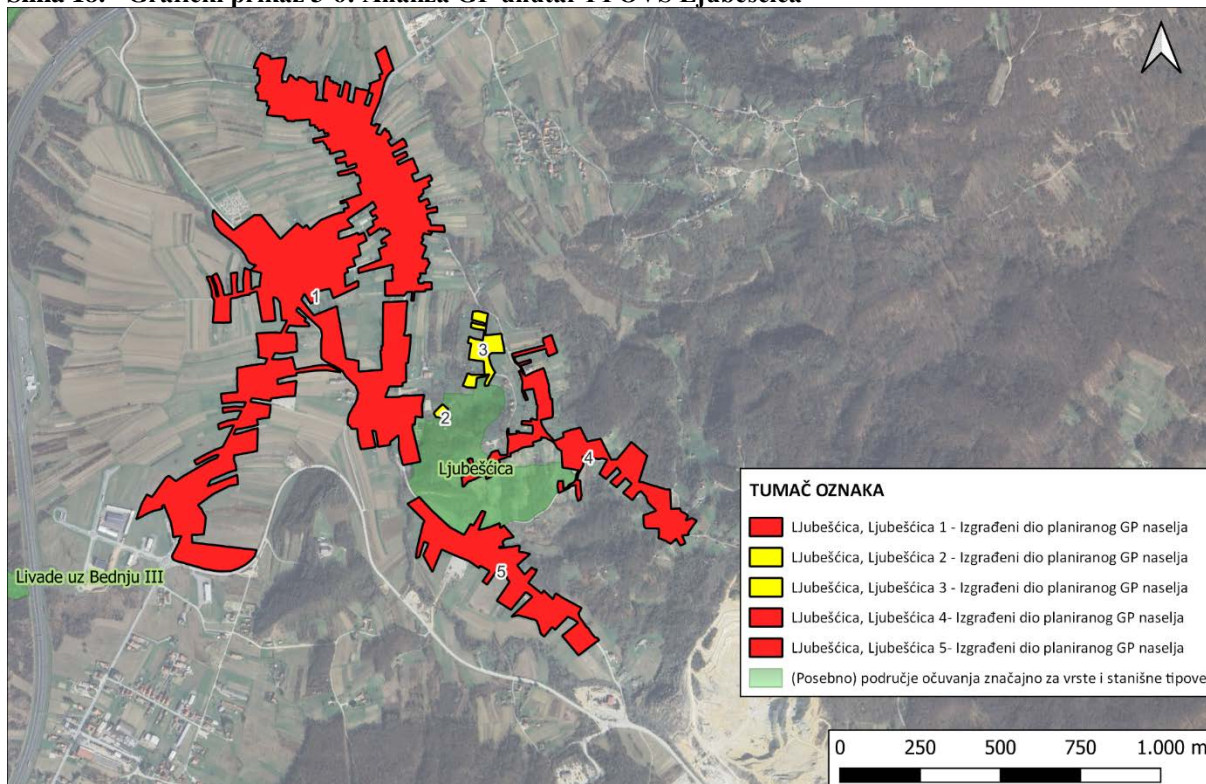 Slika 18. - Grafički prikaz 5-6: Analiza GP unutar PPOVS Ljubešćica
1
3
2
Ljubešćica
4
5
Livade uz Bednju III
TUMAČ OZNAKA
LJubešćica, LJubešćica 1 - Izgrađeni dio planiranog GP naselja
LJubešćica, LJubešćica 2 - Izgrađeni dio planiranog GP naselja
LJubešćica, LJubešćica 3 - Izgrađeni dio planiranog GP naselja
LJubešćica, LJubešćica 4- Izgrađeni dio planiranog GP naselja
LJubešćica, LJubešćica 5- Izgrađeni dio planiranog GP naselja
(Posebno) područje očuvanja značajno za vrste i stanišne tipove
0 250 500 750 1.000 m